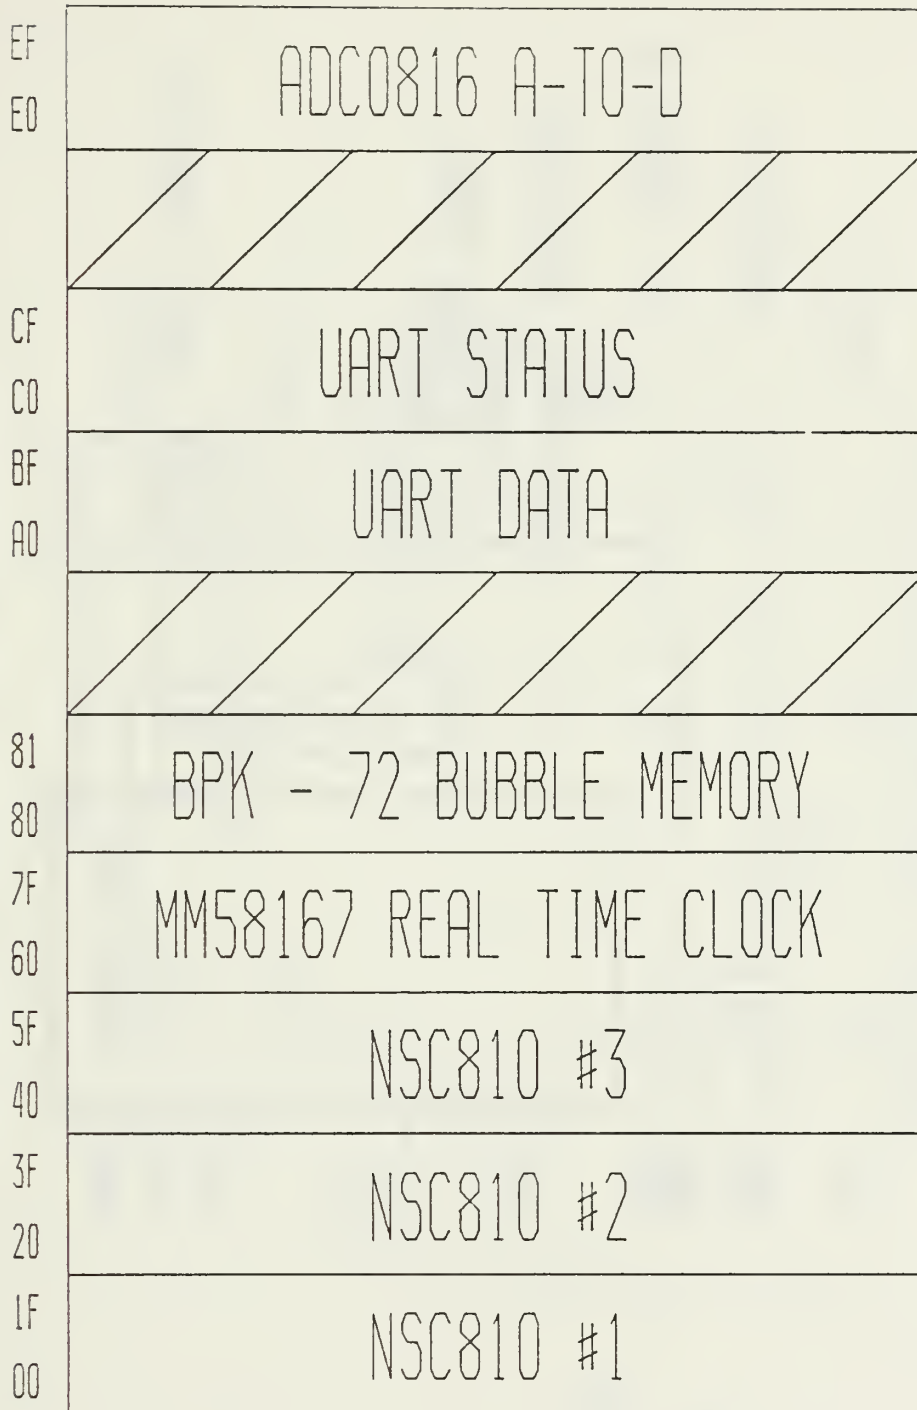 EF
ADC0816 A-TO-D
E0
CF
UART STATUS
C0
BF
UART DATA
A0
81
BPK - 72 BUBBLE MEMORY
80
7F
MM58167 REAL TIME CLOCK
60
5F
NSC810 #3
40
3F
NSC810 #2
20
1F
NSC810 #1
00